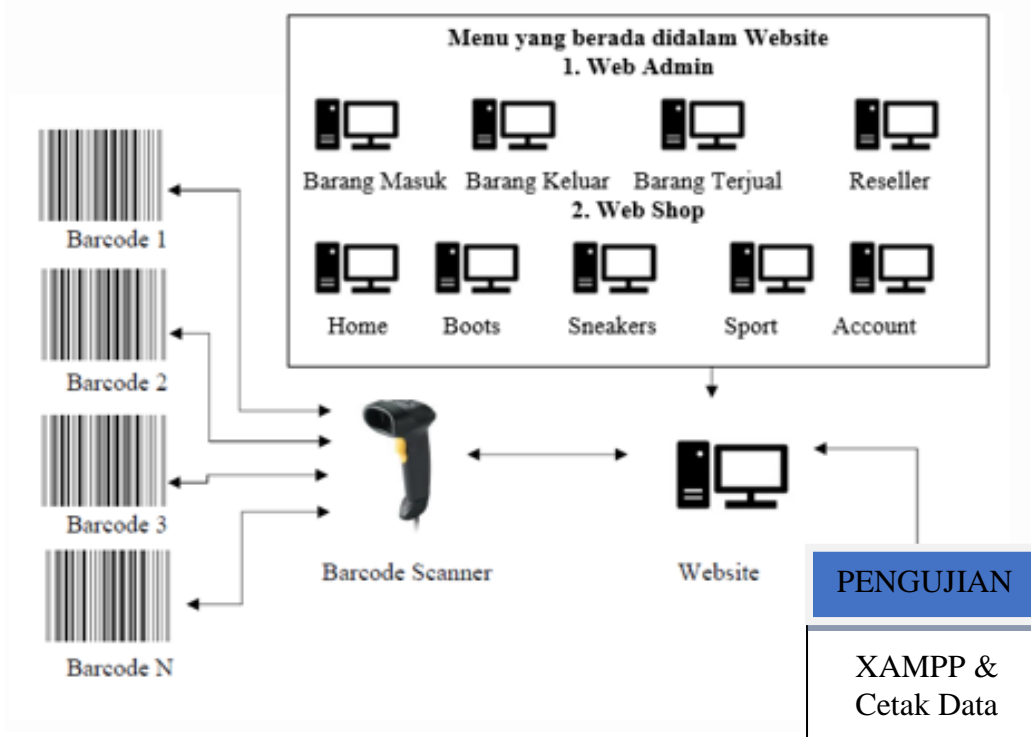 Menu yang berada didalam Website
1. Web Admin
Barang Masuk Barang Keluar Barang Terjual Reseller
2. Web Shop
Home Boots Sneakers Sport Account
Barcode 1
Barcode 2
Barcode 3
Barcode N
Barcode Scanner
Website
PENGUJIAN
XAMPP &
Cetak Data